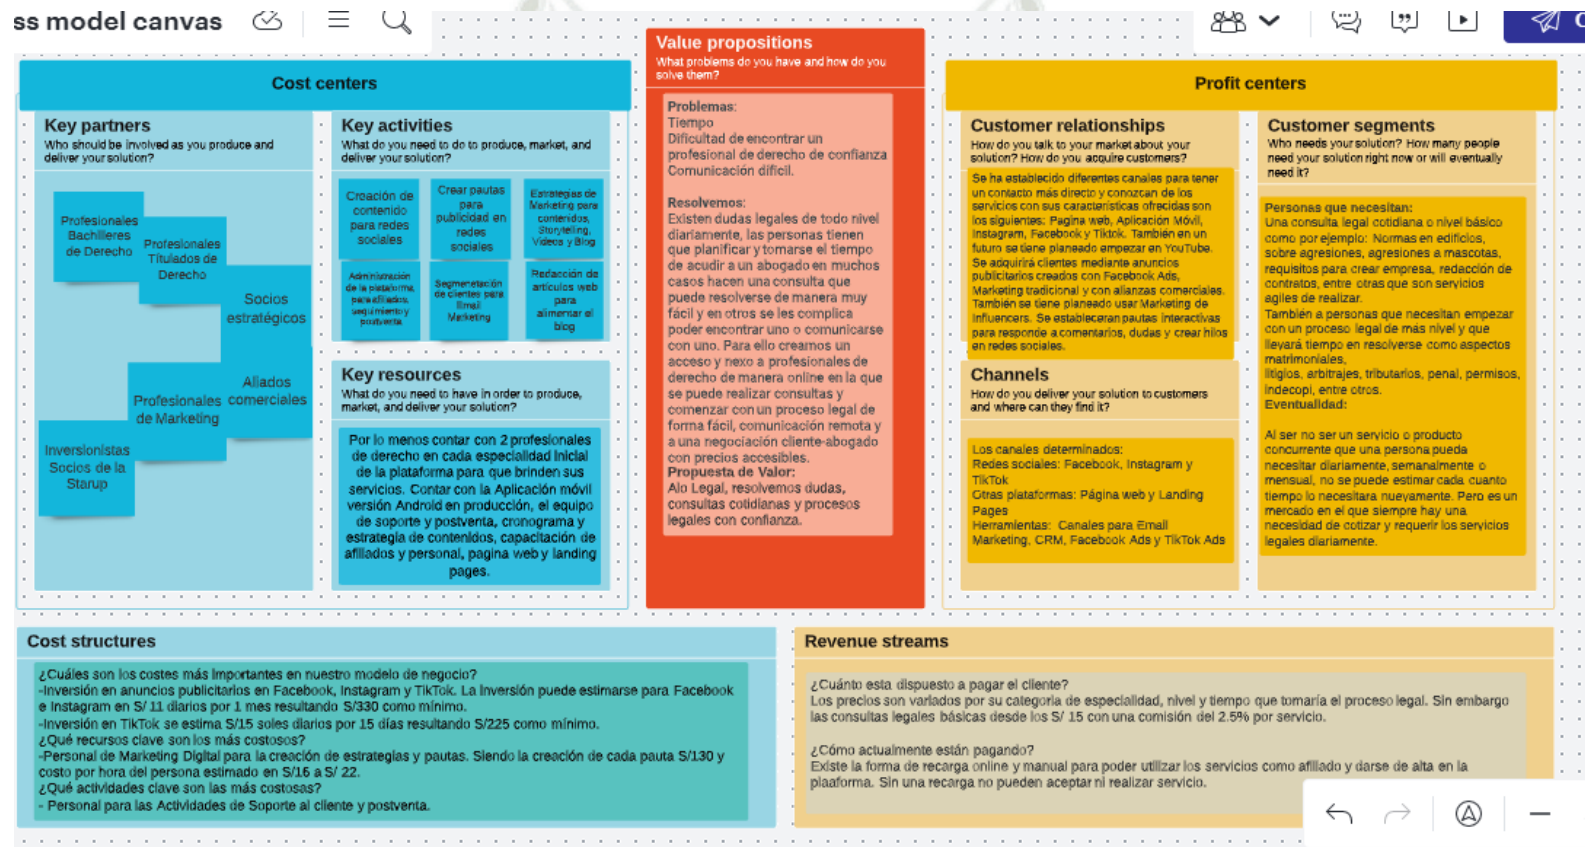 ss model canvas
Cost centers
Key partners
Who should be involved as you produce and
deliver your solution?
Profesionales
Bachilleres
de Derecho
Profesionales
Títulados de
Derecho
Socios
estratégicos
Profesionales
de Marketing
Aliados
comerciales
Inversionistas
Socios de la
Starup
Key activities
What do you need to do to produce, market, and
deliver your solution?
Creación de
contenido
para redes
sociales
Crear pautas
para
publicidad en
redes
sociales
Estrategias de
Marketing para
contenidos,
Storytelling,
Videos y Blog
Administración
de la plataforma,
para afiliados,
seguimiento y
postventa
Segmenetación
de clientes para
Email
Marketing
Redacción de
artículos web
para
alimentar el
blog
Key resources
What do you need to have in order to produce,
market, and deliver your solution?
Por lo menos contar con 2 profesionales
de derecho en cada especialidad inicial
de la plataforma para que brinden sus
servicios. Contar con la Aplicación móvil
versión Android en producción, el equipo
de soporte y postventa, cronograma y
estrategia de contenidos, capacitación de
afiliados y personal, pagina web y landing
pages.
Value propositions
What problems do you have and how do you
solve them?
Problemas:
Tiempo
Dificultad de encontrar un
profesional de derecho de confianza
Comunicación difícil.
Resolvemos:
Existen dudas legales de todo nivel
diariamente, las personas tienen
que planificar y tomarse el tiempo
de acudir a un abogado en muchos
casos hacen una consulta que
puede resolverse de manera muy
fácil y en otros se les complica
poder encontrar uno o comunicarse
con uno. Para ello creamos un
acceso y nexo a profesionales de
derecho de manera online en la que
se puede realizar consultas y
comenzar con un proceso legal de
forma fácil, comunicación remota y
a una negociación cliente-abogado
con precios accesibles.
Propuesta de Valor:
Alo Legal, resolvemos dudas,
consultas cotidianas y procesos
legales con confianza.
Profit centers
Customer relationships
How do you talk to your market about your
solution? How do you acquire customers?
Se ha establecido diferentes canales para tener
un contacto más directo y conozcan de los
servicios con sus características ofrecidas son
los siguientes: Pagina web, Aplicación Móvil,
Instagram, Facebook y Tiktok. También en un
futuro se tiene planeado empezar en YouTube.
Se adquirirá clientes mediante anuncios
publicitarios creados con Facebook Ads,
Marketing tradicional y con alianzas comerciales.
También se tiene planeado usar Marketing de
Influencers. Se estableceran pautas interactivas
para responde a comentarios, dudas y crear hilos
en redes sociales.
Channels
How do you deliver your solution to customers
and where can they find it?
Los canales determinados:
Redes sociales: Facebook, Instagram y
TikTok
Otras plataformas: Página web y Landing
Pages
Herramientas: Canales para Email
Marketing, CRM, Facebook Ads y TikTok Ads
Customer segments
Who needs your solution? How many people
need your solution right now or will eventually
need it?
Personas que necesitan:
Una consulta legal cotidiana o nivel básico
como por ejemplo: Normas en edificios,
sobre agresiones, agresiones a mascotas,
requisitos para crear empresa, redacción de
contratos, entre otras que son servicios
agiles de realizar.
También a personas que necesitan empezar
con un proceso legal de más nivel y que
llevará tiempo en resolverse como aspectos
matrimoniales,
litigios, arbitrajes, tributarios, penal, permisos,
Indecopi, entre otros.
Eventualidad:
Al ser no ser un servicio o producto
concurrente que una persona pueda
necesitar diariamente, semanalmente o
mensual, no se puede estimar cada cuanto
tiempo lo necesitara nueyamente. Pero es un
mercado en el que siempre hay una
necesidad de cotizar y requerir los servicios
legales diariamente.
Cost structures
¿Cuáles son los costes más importantes en nuestro modelo de negocio?
-Inversión en anuncios publicitarios en Facebook, Instagram y TikTok. La inversión puede estimarse para Facebook
e Instagram en S/ 11 diarios por 1 mes resultando S/330 como mínimo.
-Inversión en TikTok se estima S/15 soles diarios por 15 días resultando S/225 como mínimo.
¿Qué recursos clave son los más costosos?
-Personal de Marketing Digital para la creación de estrategias y pautas. Siendo la creación de cada pauta S/130 y
costo por hora del persona estimado en S/16 a S/ 22.
¿Qué actividades clave son las más costosas?
- Personal para las Actividades de Soporte al cliente y postventa.
Revenue streams
¿Cuánto esta dispuesto a pagar el cliente?
Los precios son variados por su categoria de especialidad, nivel y tiempo que tomaría el proceso legal. Sin embargo
las consultas legales básicas desde los S/ 15 con una comisión del 2.5% por servicio.
¿Cómo actualmente están pagando?
Existe la forma de recarga online y manual para poder utilizar los servicios como afiliado y darse de alta en la
plaaforma. Sin una recarga no pueden aceptar ni realizar servicio.